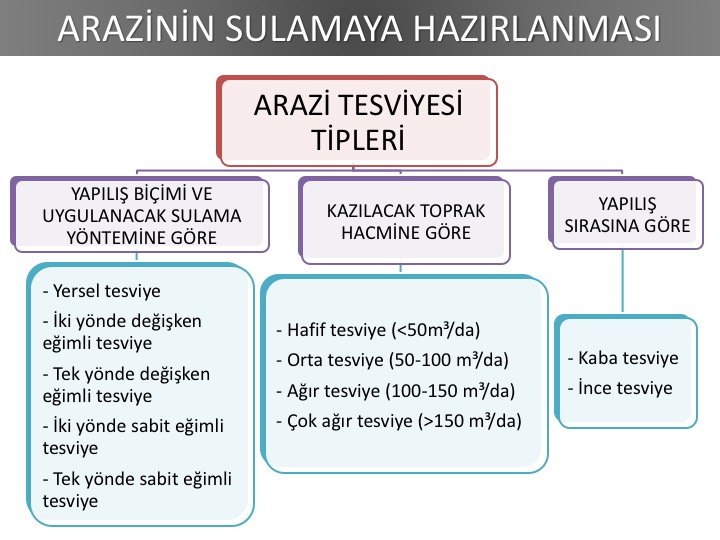 ARAZİNİN SULAMAYA HAZIRLANMASI
ARAZİ TESVİYESİ
TİPLERİ
YAPILIŞ BİÇİMİ VE
UYGULANACAK SULAMA
YÖNTEMİNE GÖRE
- Yersel tesviye
- İki yönde değişken
eğimli tesviye
- Tek yönde değişken
eğimli tesviye
- İki yönde sabit eğimli
tesviye
- Tek yönde sabit eğimli
tesviye
KAZILACAK TOPRAK
HACMİNE GÖRE
- Hafif tesviye (<50m³/da)
- Orta tesviye (50-100 m³/da)
- Ağır tesviye (100-150 m³/da)
- Çok ağır tesviye (>150 m³/da)
YAPILIŞ
SIRASINA GÖRE
- Kaba tesviye
- İnce tesviye